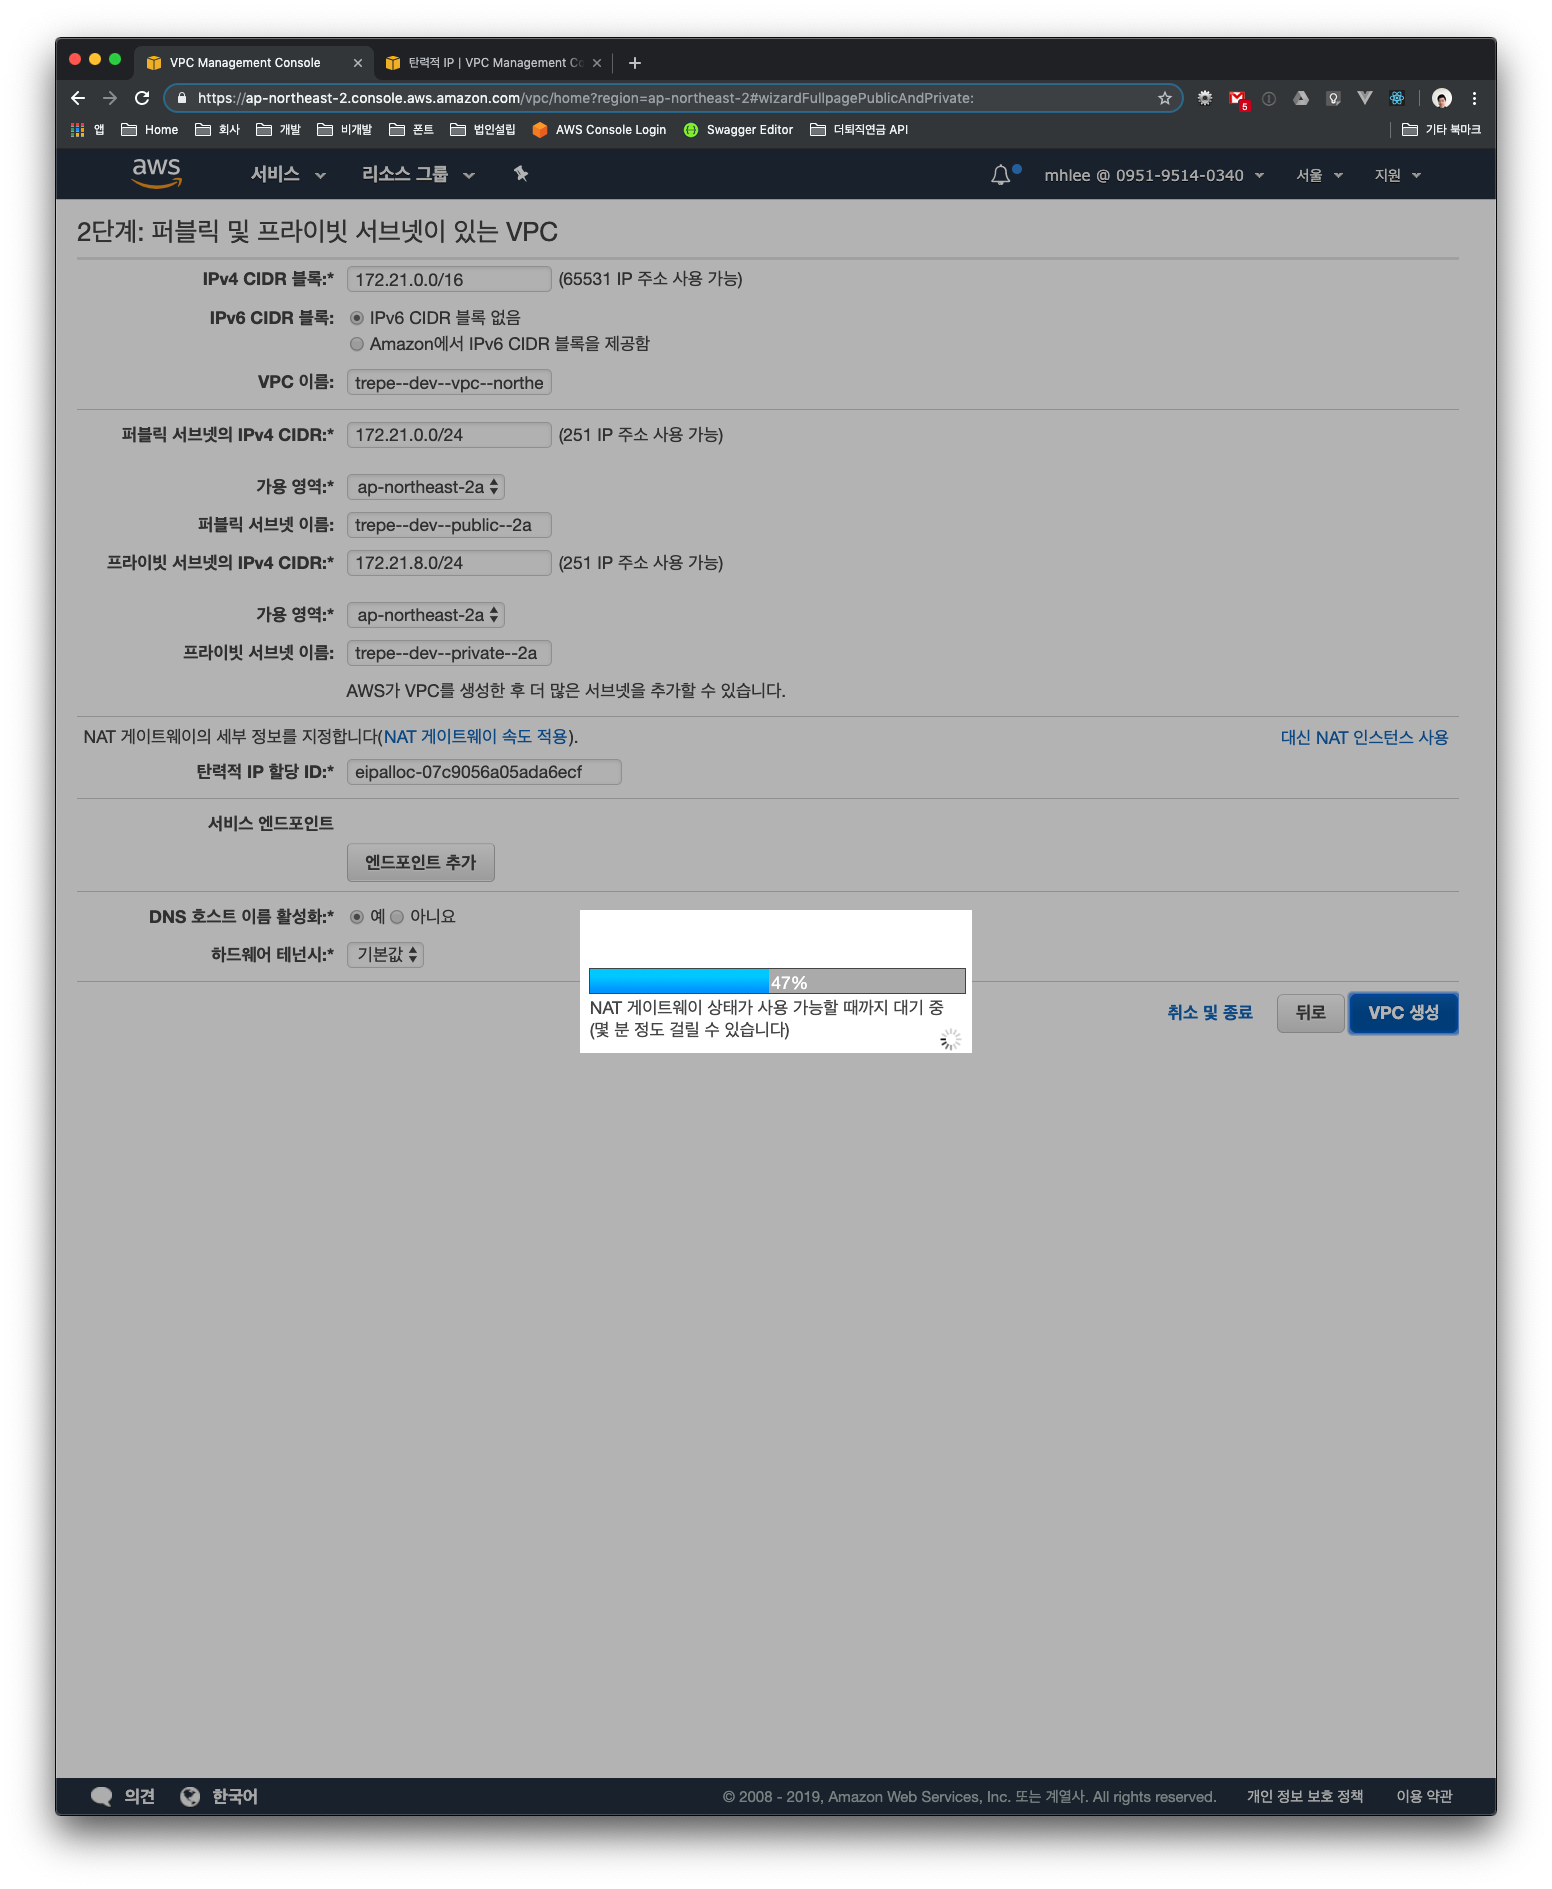 VPC Management Console
탄력적 IP | VPC Management Co
https://ap-northeast-2.console.aws.amazon.com/vpc/home?region=ap-northeast-2#wizardFullpagePublicAndPrivate:
5
앱 Home 회사 개발 비개발 폰트 법인설립 AWS Console Login Swagger Editor 더퇴직연금 API 기타 북마크
aws 서비스 리소스 그룹 mhlee @ 0951-9514-0340 서울 지원
2단계: 퍼블릭 및 프라이빗 서브넷이 있는 VPC
IPv4 CIDR 블록:* 172.21.0.0/16 (65531 IP 주소 사용 가능)
IPv6 CIDR 블록: IPv6 CIDR 블록 없음
Amazon에서 IPv6 CIDR 블록을 제공함
VPC 이름: trepe--dev--vpc--northe
퍼블릭 서브넷의 IPv4 CIDR:* 172.21.0.0/24 (251 IP 주소 사용 가능)
가용 영역:* ap-northeast-2a
퍼블릭 서브넷 이름: trepe--dev--public--2a
프라이빗 서브넷의 IPv4 CIDR:* 172.21.8.0/24 (251 IP 주소 사용 가능)
가용 영역:* ap-northeast-2a
프라이빗 서브넷 이름: trepe--dev--private--2a
AWS가 VPC를 생성한 후 더 많은 서브넷을 추가할 수 있습니다.
NAT 게이트웨이의 세부 정보를 지정합니다(NAT 게이트웨이 속도 적용). 대신 NAT 인스턴스 사용
탄력적 IP 할당 ID:* eipalloc-07c9056a05ada6ecf
서비스 엔드포인트
엔드포인트 추가
DNS 호스트 이름 활성화:* 예 아니요
하드웨어 테넌시:* 기본값
47%
NAT 게이트웨이 상태가 사용 가능할 때까지 대기 중
(몇 분 정도 걸릴 수 있습니다)
취소 및 종료 뒤로 VPC 생성
의견 한국어 © 2008 - 2019, Amazon Web Services, Inc. 또는 계열사. All rights reserved. 개인 정보 보호 정책 이용 약관